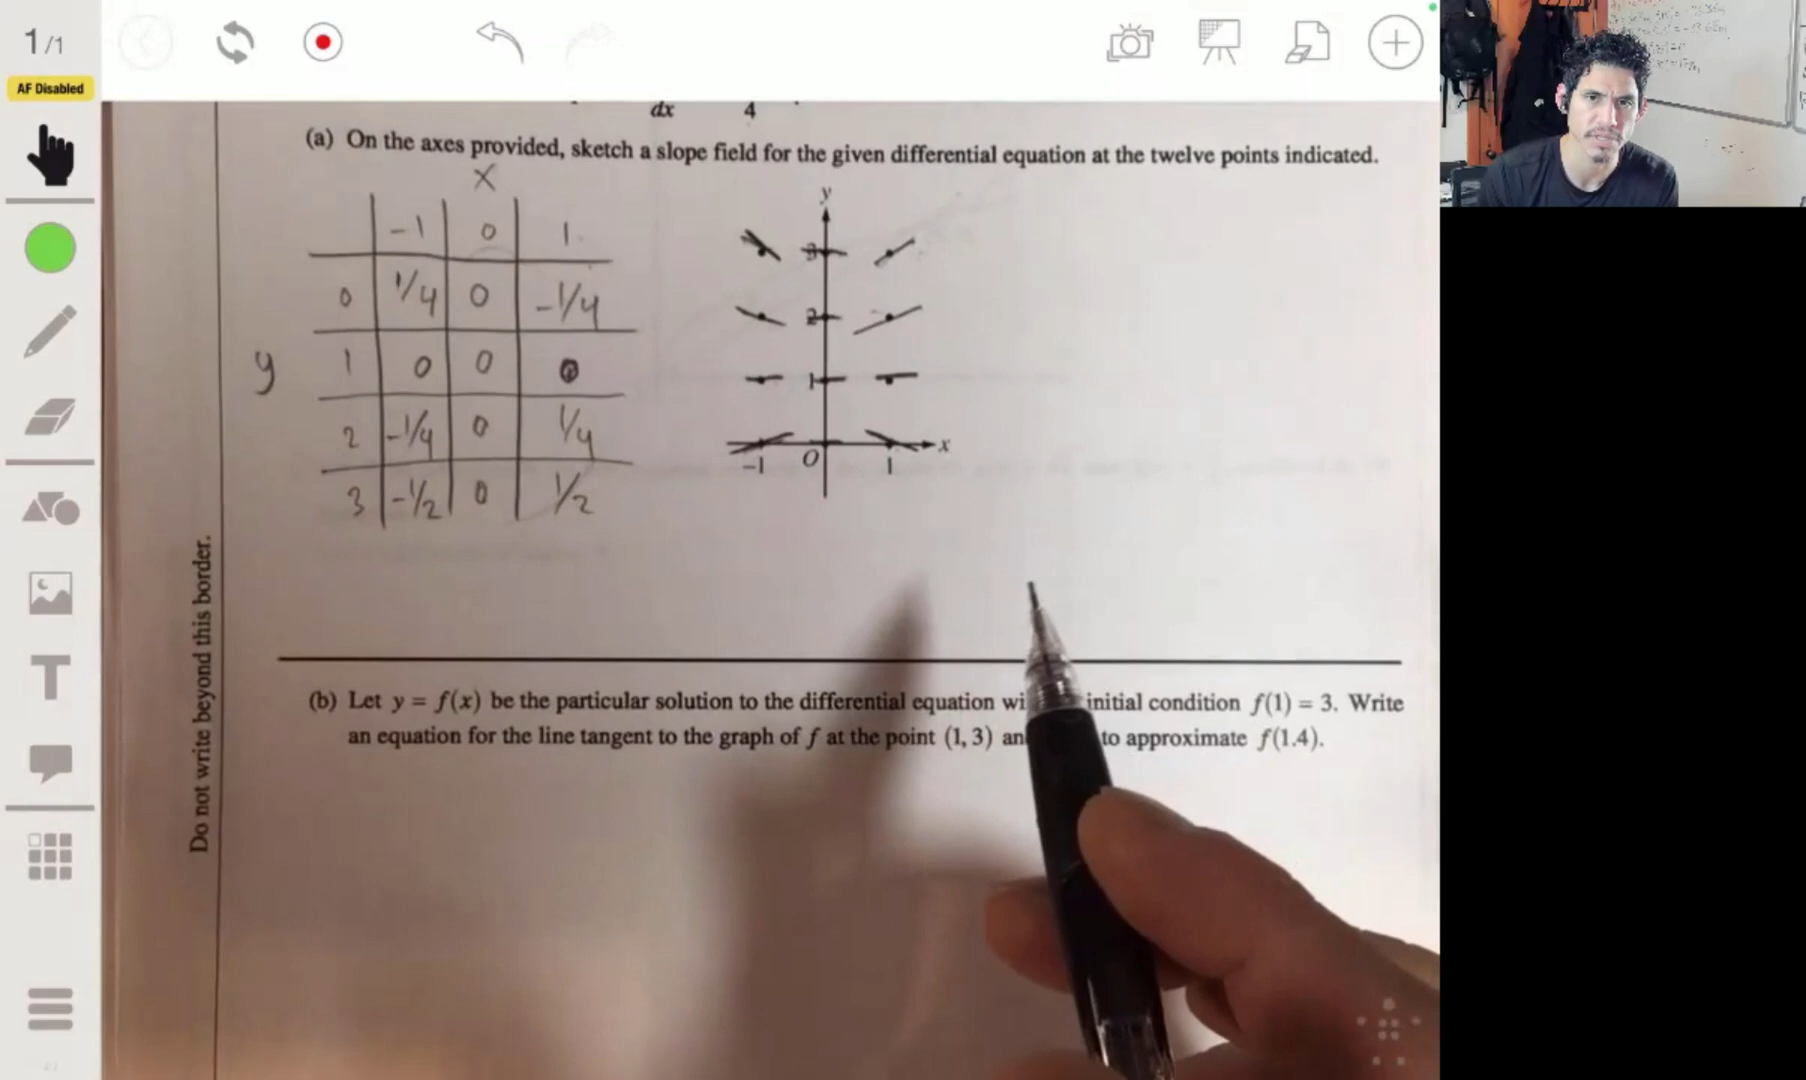 1/1
AF Disabled
dx 4
(a) On the axes provided, sketch a slope field for the given differential equation at the twelve points indicated.
x
-1 0 1
0 1/4 0 -1/4
y 1 0 0 0
2 -1/4 0 1/4
3 -1/2 0 1/2
y
3
2
1
-1 O 1 x
Do not write beyond this border.
(b) Let y = f(x) be the particular solution to the differential equation wi initial condition f(1) = 3. Write
an equation for the line tangent to the graph of f at the point (1, 3) an to approximate f(1.4).
T